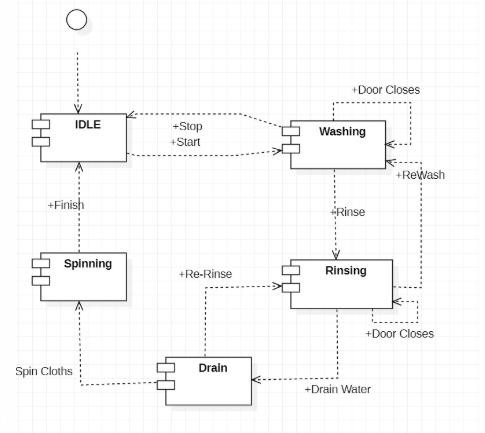 +Door Closes
IDLE
+Stop
Washing
+Start
+ReWash
+Finish
+Rinse
Spinning
+Re-Rinse
Rinsing
+Door Closes
Drain
Spin Cloths
+Drain Water